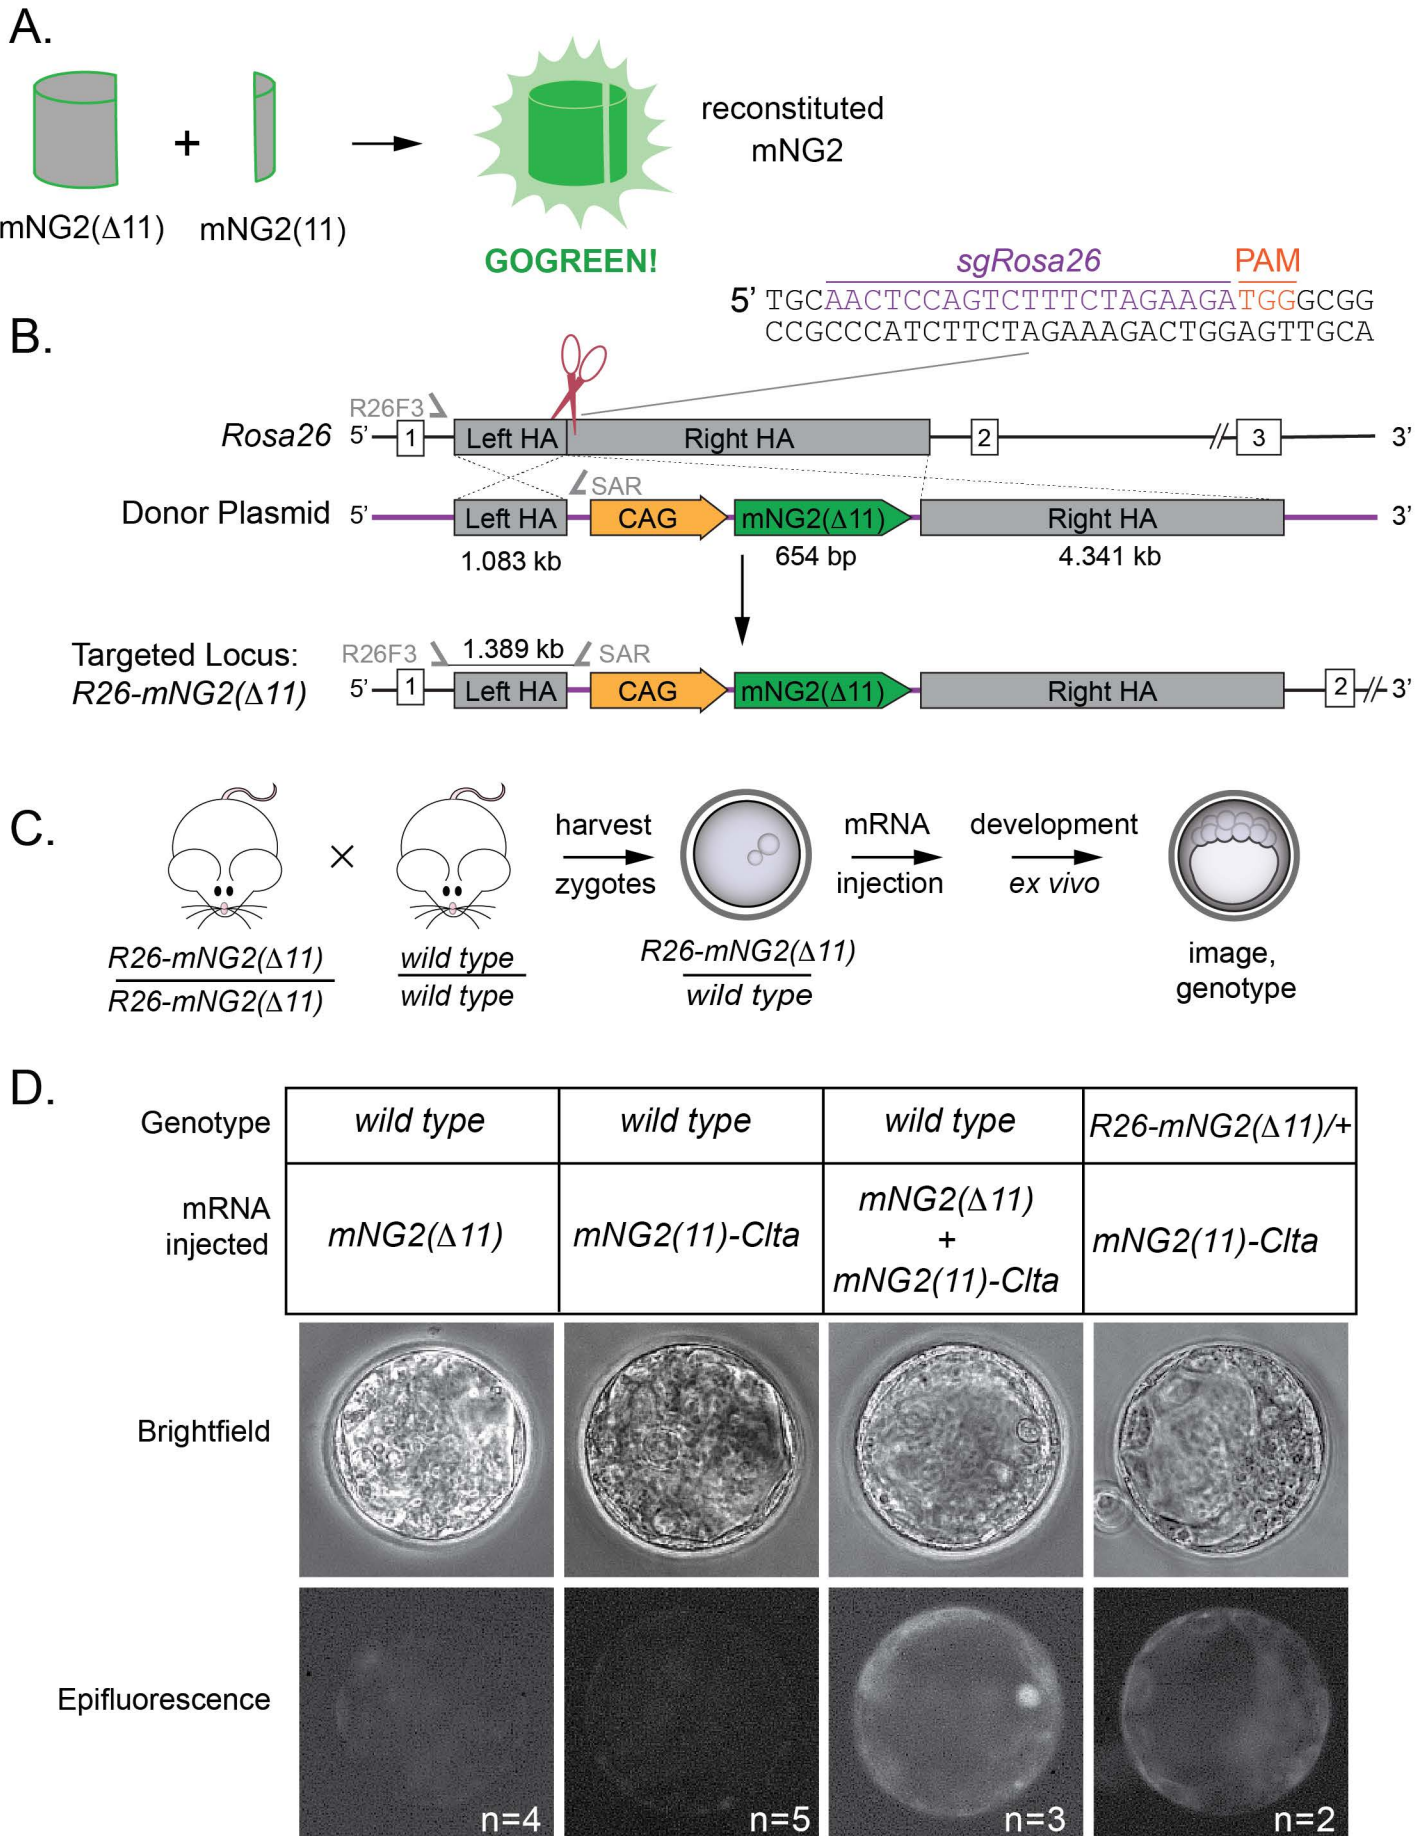 A.
+
reconstituted
mNG2
mNG2(Δ11)
mNG2(11)
GOGREEN!
sgRosa26
PAM
5’ TGCAACTCCAGTCTTTCTAGAAGATGGGCGG
CCGCCCATCTTCTAGAAAGACTGGAGTTGCA
B.
R26F3
Rosa26 5’ 1 Left HA Right HA 2 3 3’
SAR
Donor Plasmid 5’ Left HA CAG mNG2(Δ11) Right HA 3’
1.083 kb 654 bp 4.341 kb
Targeted Locus: R26F3 1.389 kb SAR
R26-mNG2(Δ11) 5’ 1 Left HA CAG mNG2(Δ11) Right HA 2 3’
C.
× harvest mRNA development
zygotes injection ex vivo
R26-mNG2(Δ11) wild type R26-mNG2(Δ11) image,
R26-mNG2(Δ11) wild type wild type genotype
D.
Genotype wild type wild type wild type R26-mNG2(Δ11)/+
mRNA
injected
mNG2(Δ11)
mNG2(11)-Clta
mNG2(Δ11)
+
mNG2(11)-Clta
mNG2(11)-Clta
Brightfield
Epifluorescence
n=4 n=5 n=3 n=2